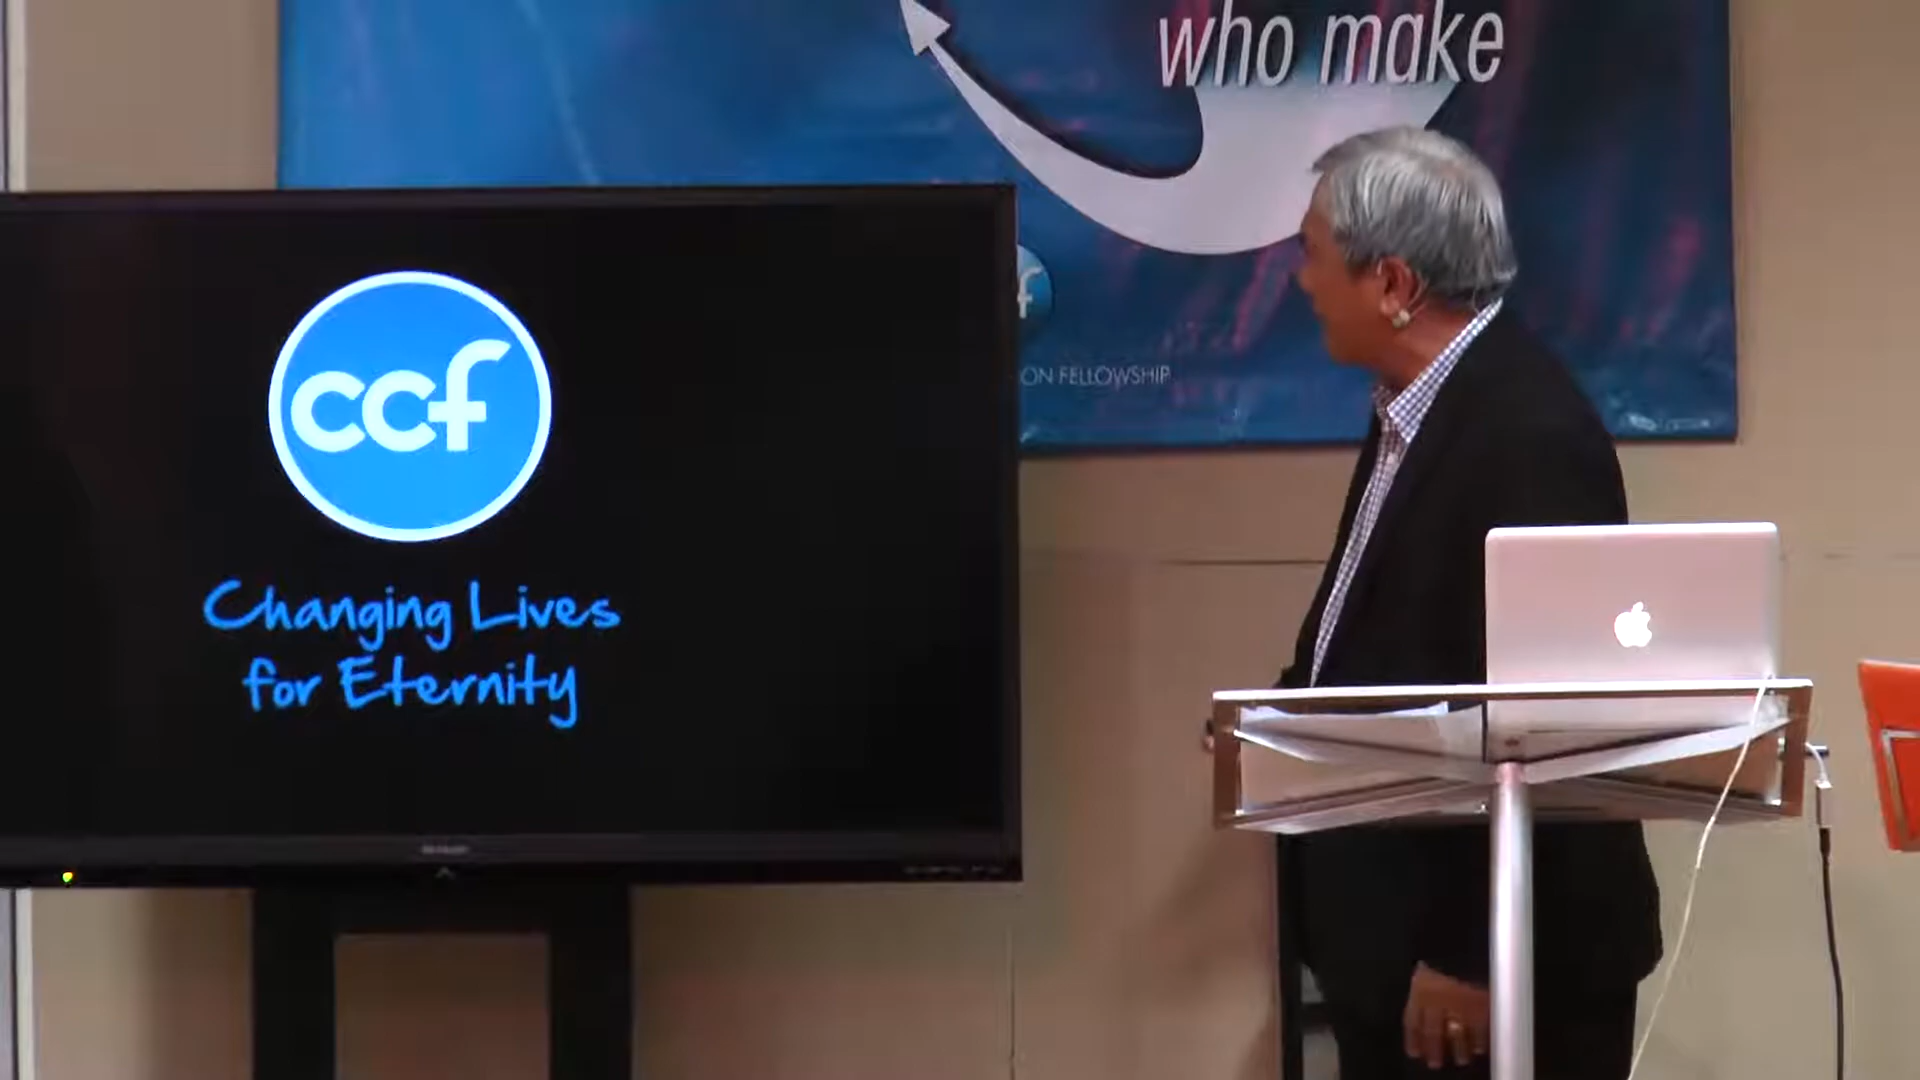 who make
ccf
f
ON FELLOWSHIP
Changing Lives
for Eternity